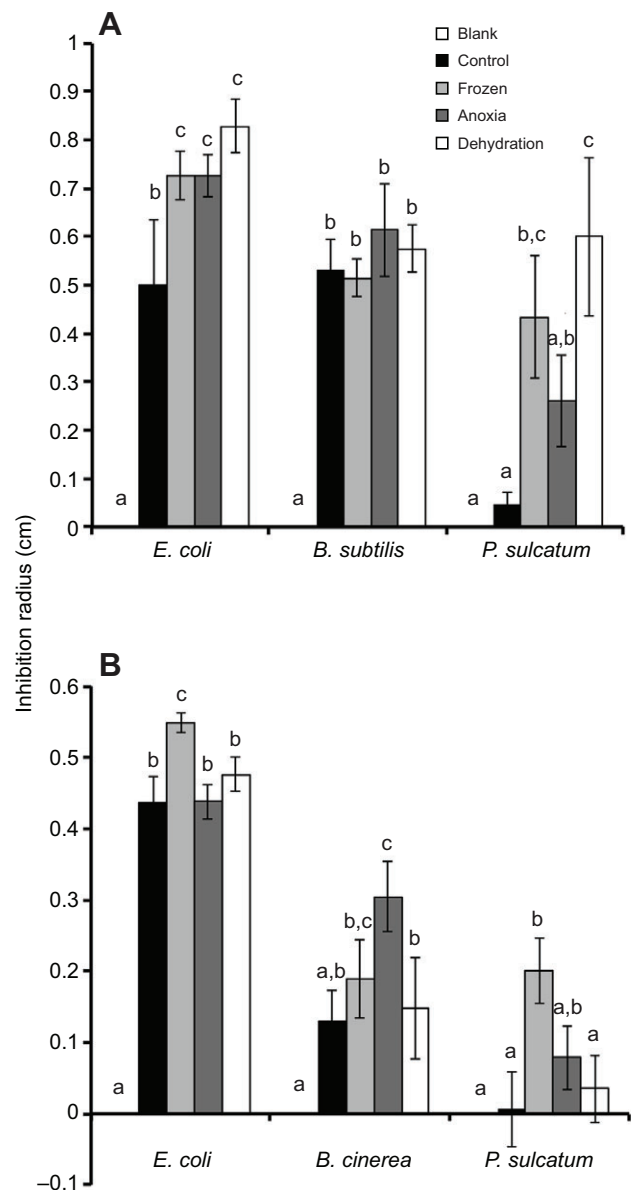 A
Blank
Control
Frozen
Anoxia
Dehydration
1
0.9
0.8
0.7
0.6
0.5
0.4
0.3
0.2
0.1
0
a b c c c
a b b b b
a a b,c a,b c
E. coli B. subtilis P. sulcatum
Inhibition radius (cm)
B
0.6
0.5
0.4
0.3
0.2
0.1
0
–0.1
a b c b b
a a,b b,c c b
a a b a,b a
E. coli B. cinerea P. sulcatum